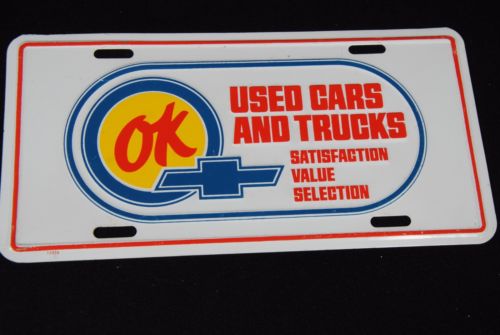 OK
USED CARS
AND TRUCKS
SATISFACTION
VALUE
SELECTION